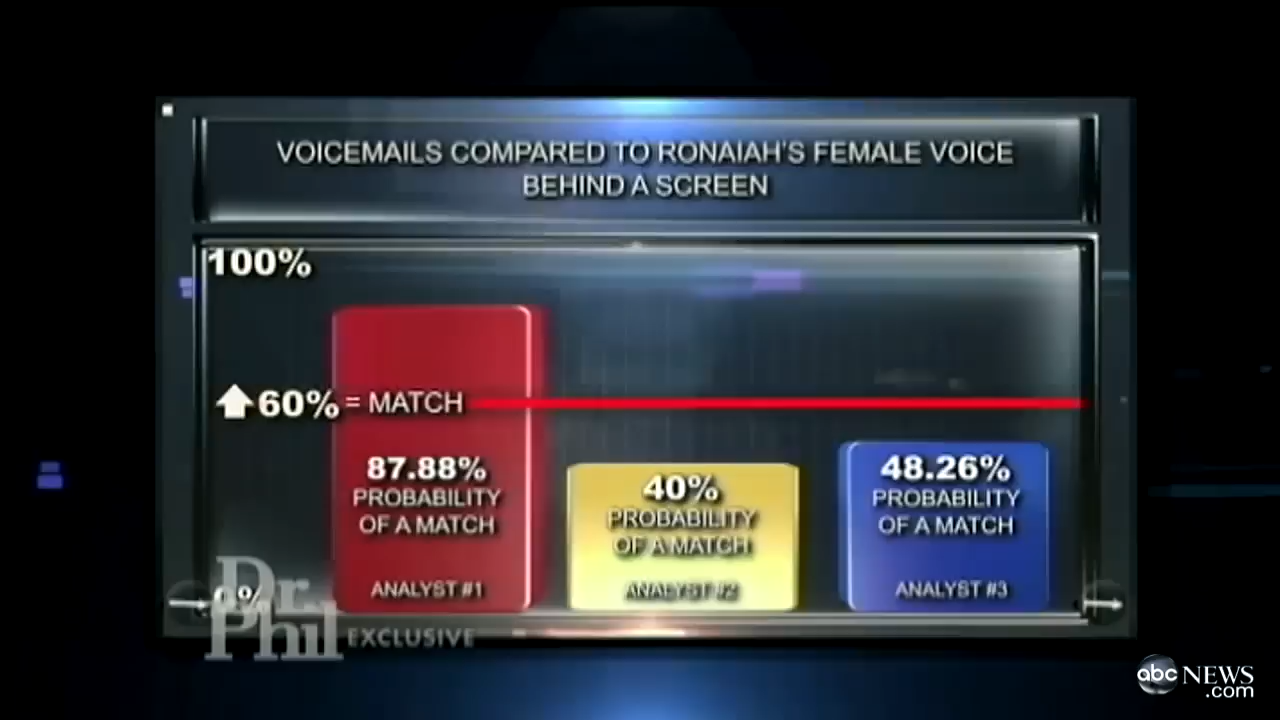 VOICEMAILS COMPARED TO RONAIAH'S FEMALE VOICE
BEHIND A SCREEN
100%
60% = MATCH
87.88%
PROBABILITY
OF A MATCH
ANALYST #1
40%
PROBABILITY
OF A MATCH
ANALYST #2
48.26%
PROBABILITY
OF A MATCH
ANALYST #3
0%
Dr.
Phil EXCLUSIVE
abc NEWS
.com